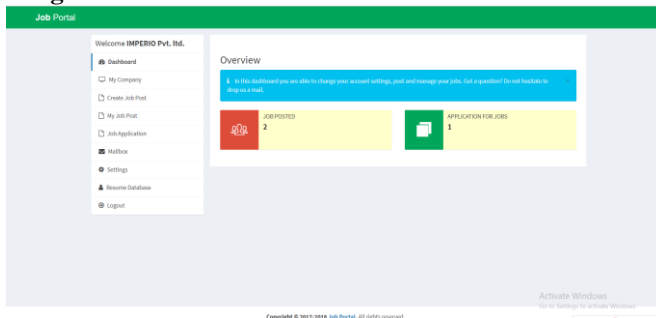 Job Portal
Welcome IMPERIO Pvt. ltd.
Dashboard
My Company
Create Job Post
My Job Post
Job Application
Mailbox
Settings
Resume Database
Logout
Overview
In this dashboard you are able to change your account settings, post and manage your jobs. Got a question? Do not hesitate to
drop us a mail.
JOB POSTED
2
APPLICATION FOR JOBS
1
Activate Windows
Go to Settings to activate Windows.
Copyright © 2017-2018 Job Portal. All rights reserved.